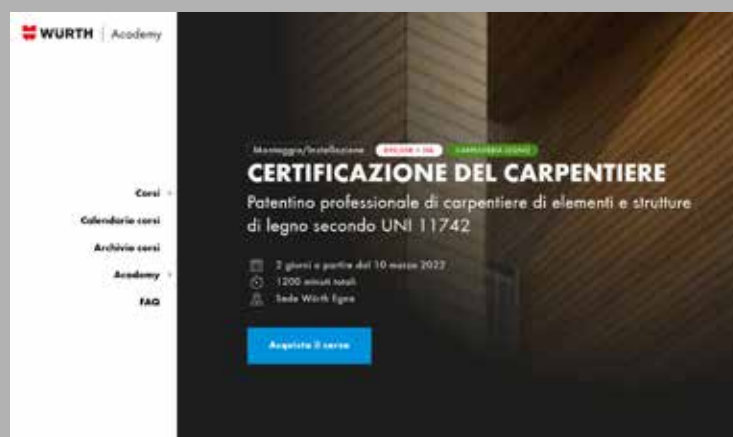 WURTH Academy
Montaggio/Installazione CARPENTERIA LEGNO
CERTIFICAZIONE DEL CARPENTIERE
Patentino professionale di carpentiere di elementi e strutture
di legno secondo UNI 11742
Corsi
Calendario corsi
Archivio corsi
Academy
FAQ
2 giorni a partire dal 10 marzo 2022
1200 minuti totali
Sede Würth Egna
Acquista il corso